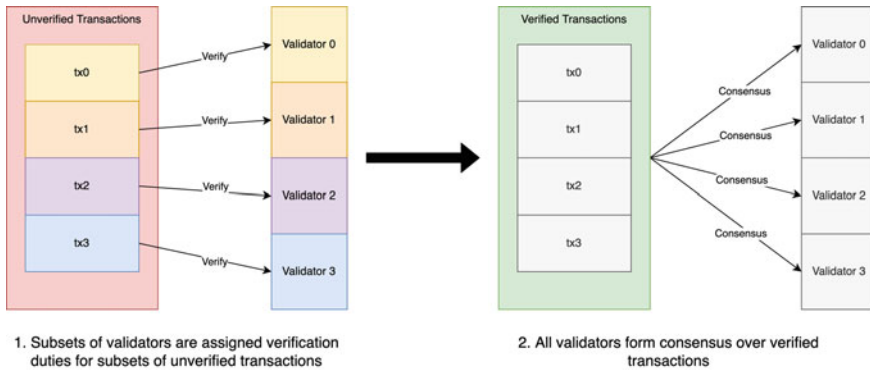 Unverified Transactions
tx0
tx1
tx2
tx3
Verify
Verify
Verify
Verify
Validator 0
Validator 1
Validator 2
Validator 3
1. Subsets of validators are assigned verification
duties for subsets of unverified transactions
Verified Transactions
tx0
tx1
tx2
tx3
Consensus
Consensus
Consensus
Consensus
Validator 0
Validator 1
Validator 2
Validator 3
2. All validators form consensus over verified
transactions